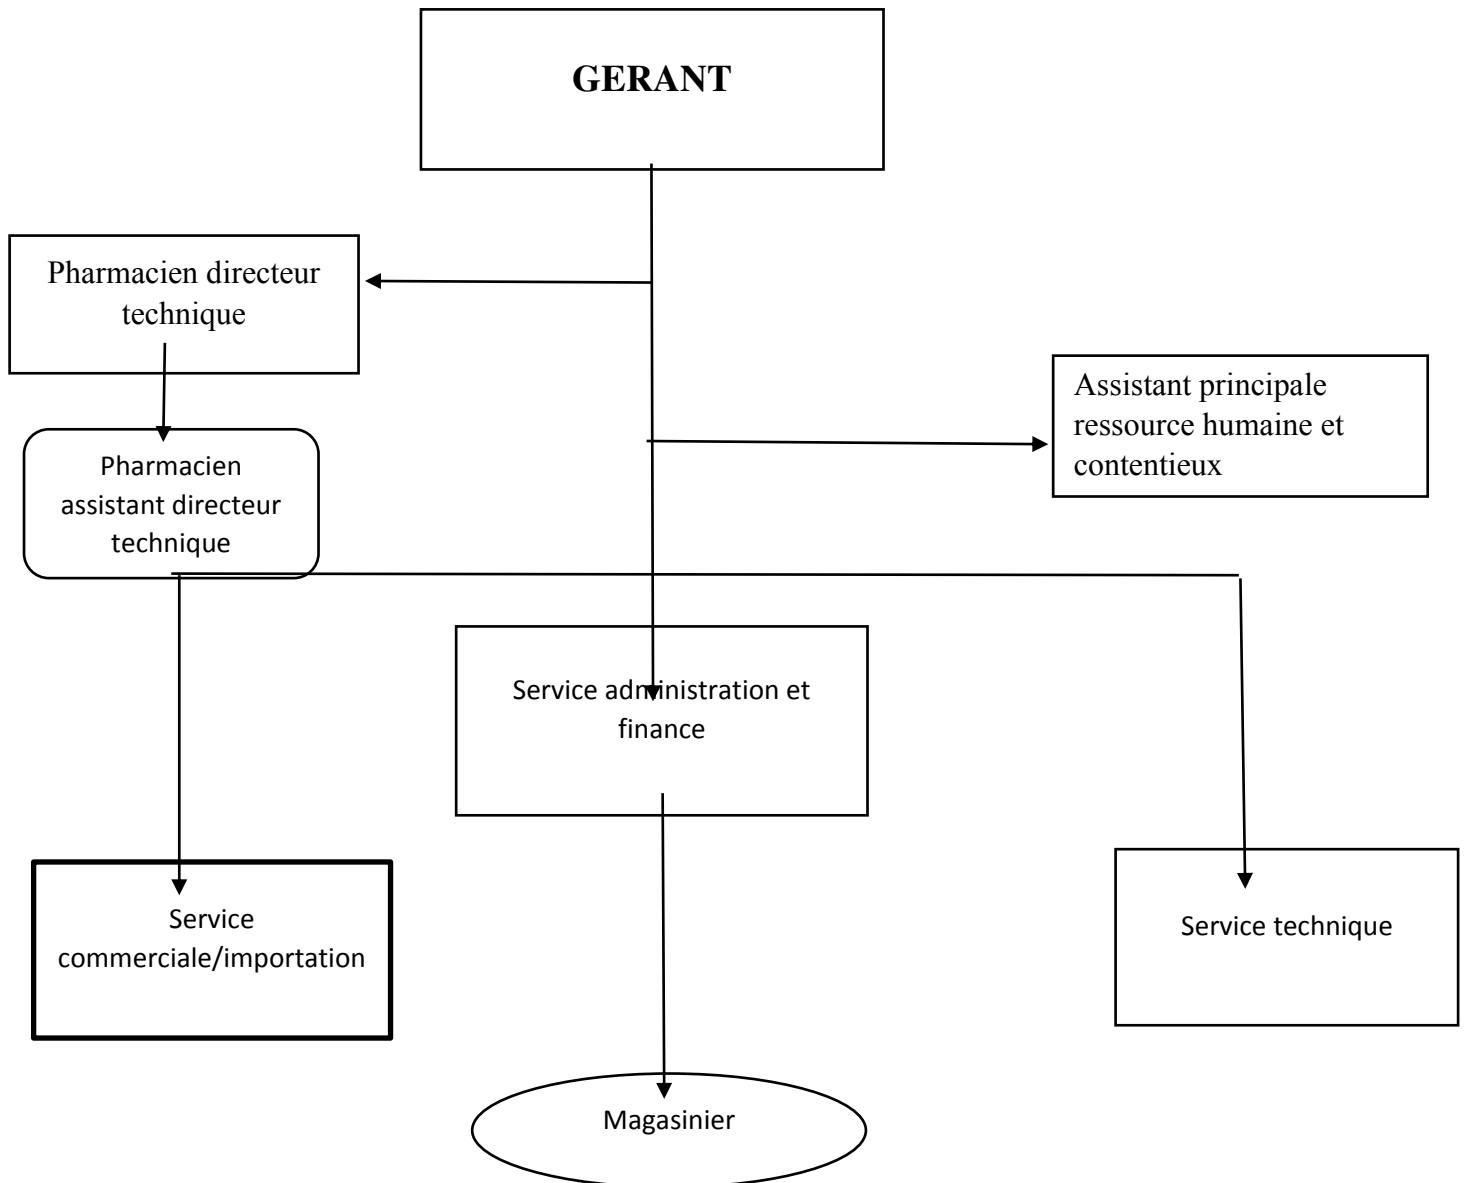 GERANT
Pharmacien directeur
technique
Assistant principale
ressource humaine et
contentieux
Pharmacien
assistant directeur
technique
Service administration et
finance
Service
commerciale/importation
Service technique
Magasinier